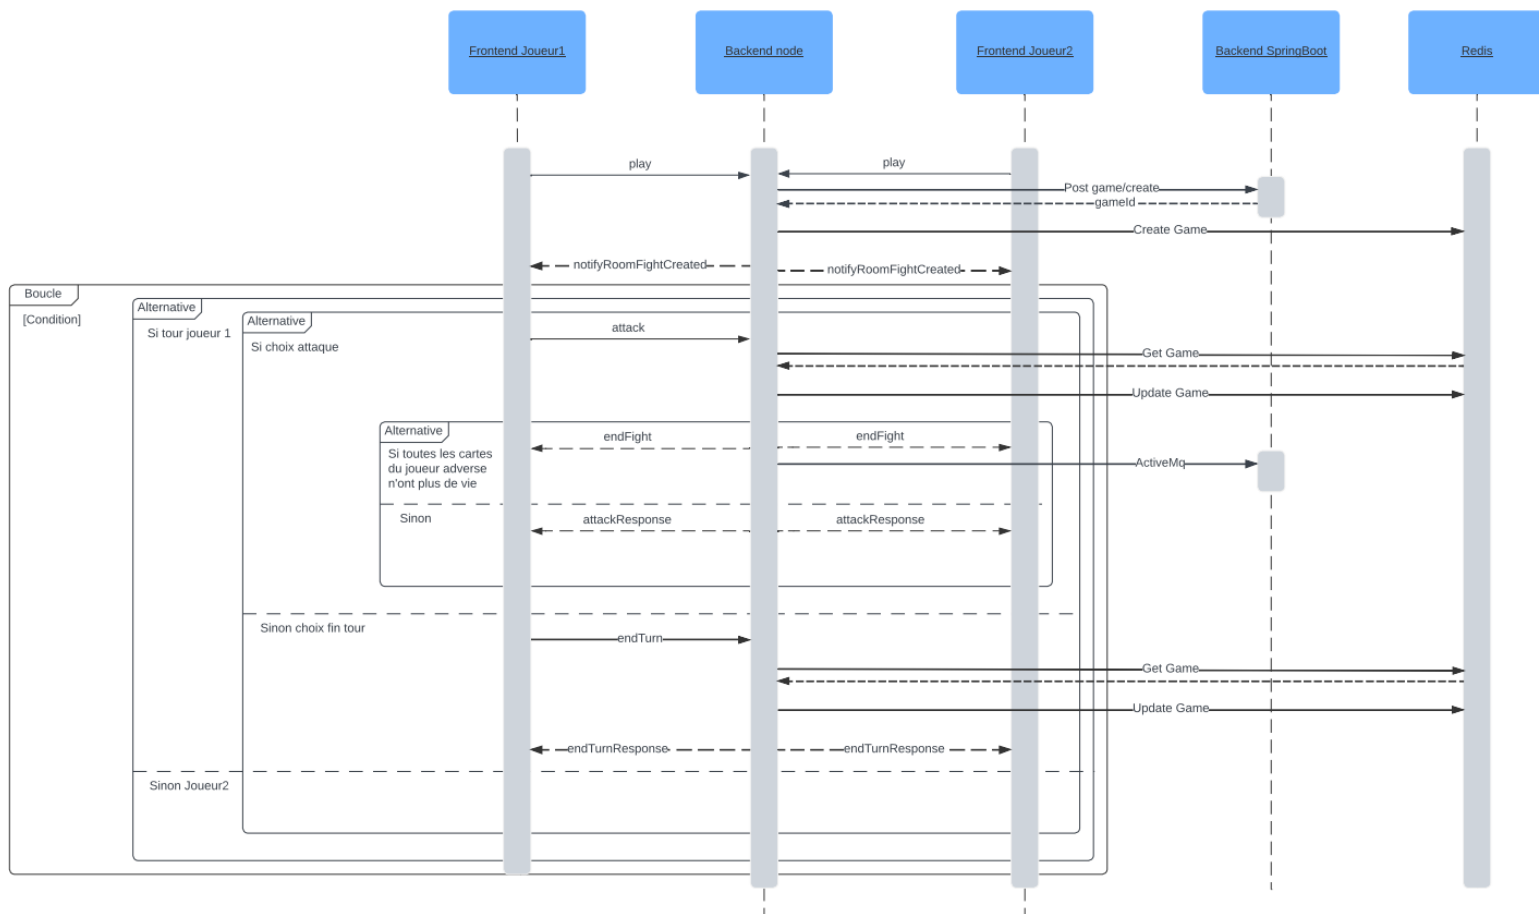 Frontend Joueur1
Backend node
Frontend Joueur2
Backend SpringBoot
Redis
play
play
Post game/create
gameId
Create Game
notifyRoomFightCreated
notifyRoomFightCreated
Boucle
[Condition]
Alternative
Si tour joueur 1
Alternative
Si choix attaque
attack
Get Game
Update Game
Alternative
Si toutes les cartes
du joueur adverse
n'ont plus de vie
endFight
endFight
ActiveMq
Sinon
attackResponse
attackResponse
Sinon choix fin tour
endTurn
Get Game
Update Game
endTurnResponse
endTurnResponse
Sinon Joueur2